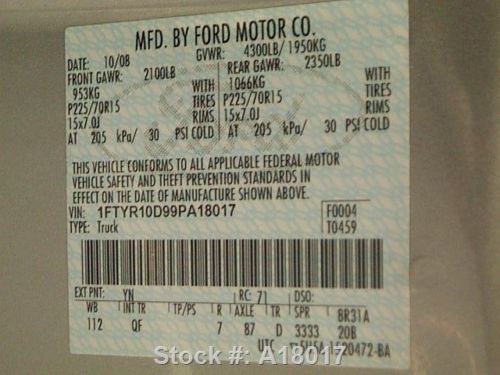 MFD. BY FORD MOTOR CO.
DATE: 10/08 GVWR: 4300LB/ 1950KG
FRONT GAWR: 2100LB REAR GAWR: 2350LB
953KG WITH 1066KG WITH
P225/70R15 TIRES P225/70R15 TIRES
15x7.0J RIMS 15x7.0J RIMS
AT 205 kPa/ 30 PSI COLD AT 205 kPa/ 30 PSI COLD
THIS VEHICLE CONFORMS TO ALL APPLICABLE FEDERAL MOTOR
VEHICLE SAFETY AND THEFT PREVENTION STANDARDS IN
EFFECT ON THE DATE OF MANUFACTURE SHOWN ABOVE.
VIN: 1FTYR10D99PA18017 F0004
TYPE: Truck T0459
EXT PNT: YN RC: 71 DSO:
WB INT TR TP/PS R AXLE TR SPR BR31A
112 QF 7 87 D 3333 20B
UTC
Stock #: A18017